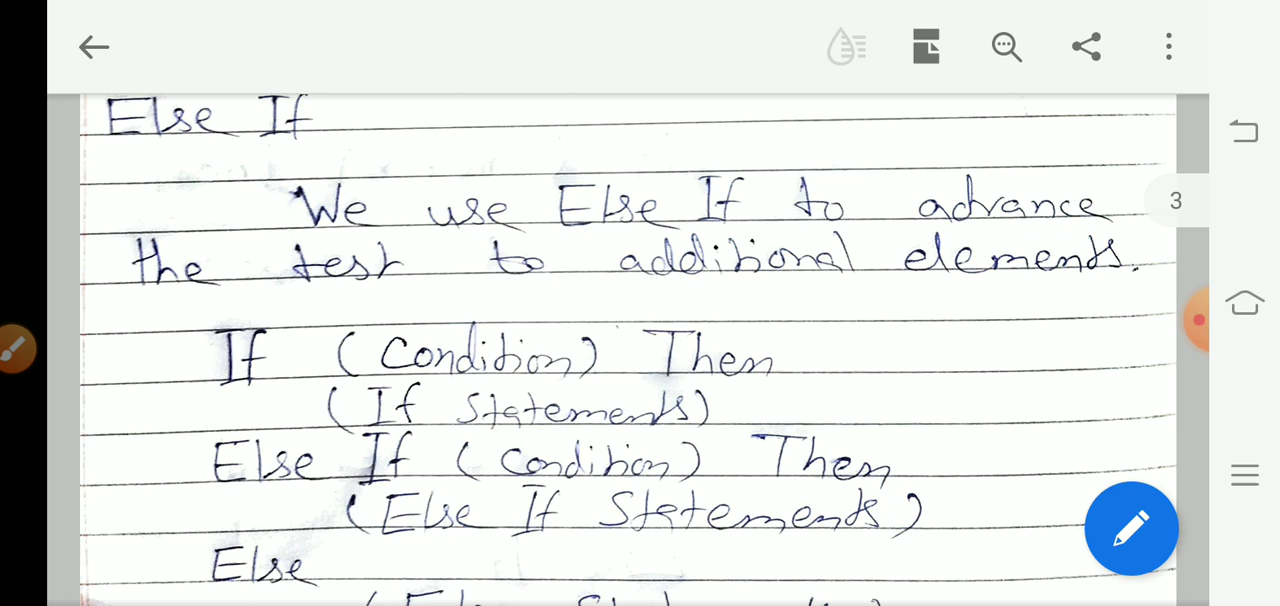 Else If
3
We use Else If to advance
the test to additional elements.
If (Condition) Then
(If Statements)
Else If (Condition) Then
(Else If Statements)
Else